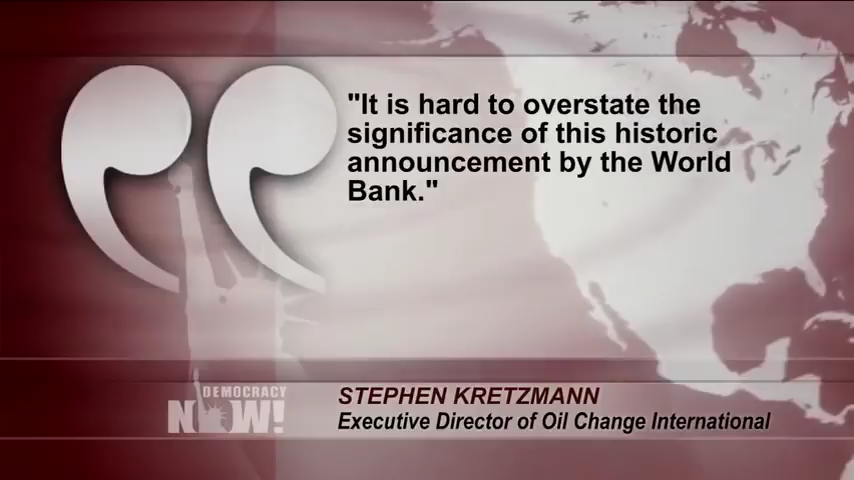 "It is hard to overstate the
significance of this historic
announcement by the World
Bank."
DEMOCRACY
NOW!
STEPHEN KRETZMANN
Executive Director of Oil Change International